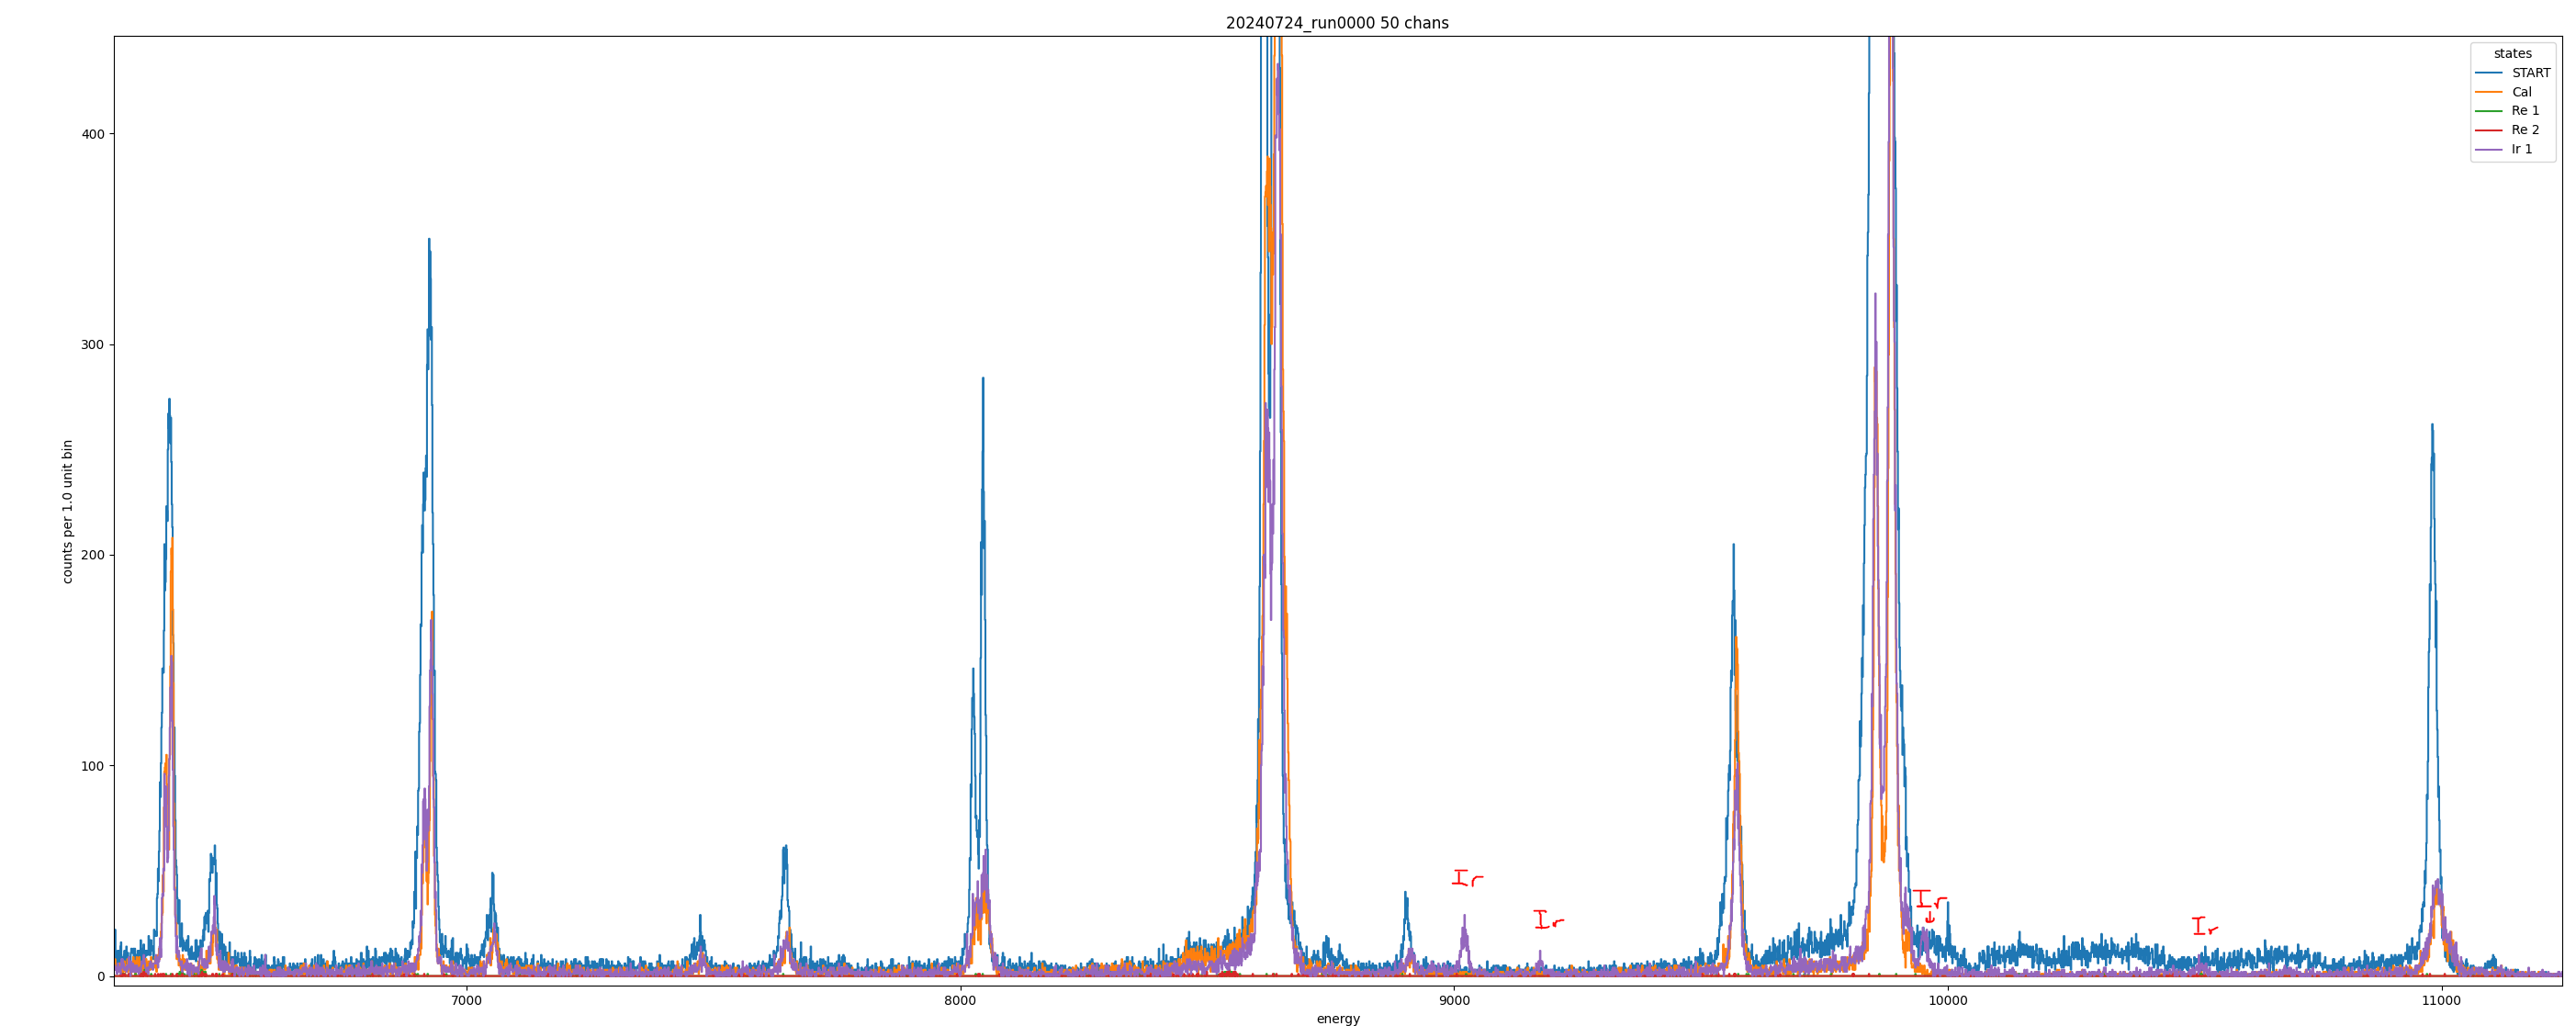 20240724_run0000 50 chans
states
START
Cal
Re 1
Re 2
Ir 1
400
300
200
100
0
counts per 1.0 unit bin
Ir
Ir
Ir
Ir
7000
8000
9000
10000
11000
energy